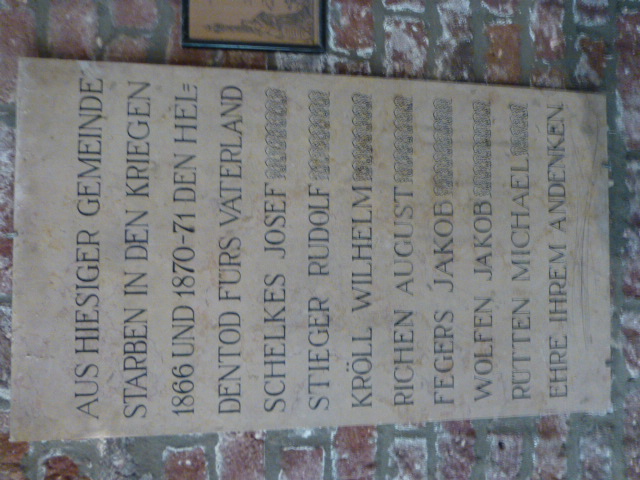 AUS HIESIGER GEMEINDE
STARBEN IN DEN KRIEGEN
1866 UND 1870-71 DEN HEL=
DENTOD FÜRS VATERLAND
SCHELKES JOSEF
STIEGER RUDOLF
KRÖLL WILHELM
RICHEN AUGUST
FEGERS JAKOB
WOLFEN JAKOB
RÜTTEN MICHAEL
EHRE IHREM ANDENKEN.